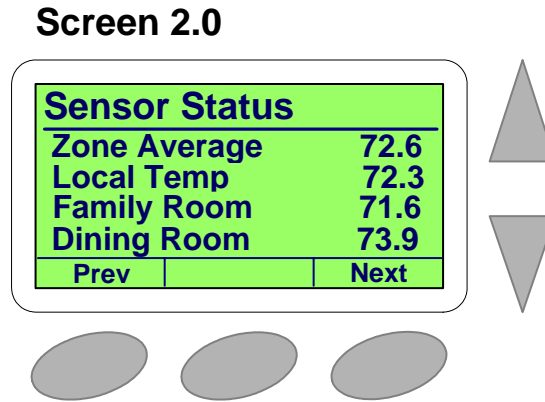 Screen 2.0
Sensor Status
Zone Average 72.6
Local Temp 72.3
Family Room 71.6
Dining Room 73.9
Prev Next